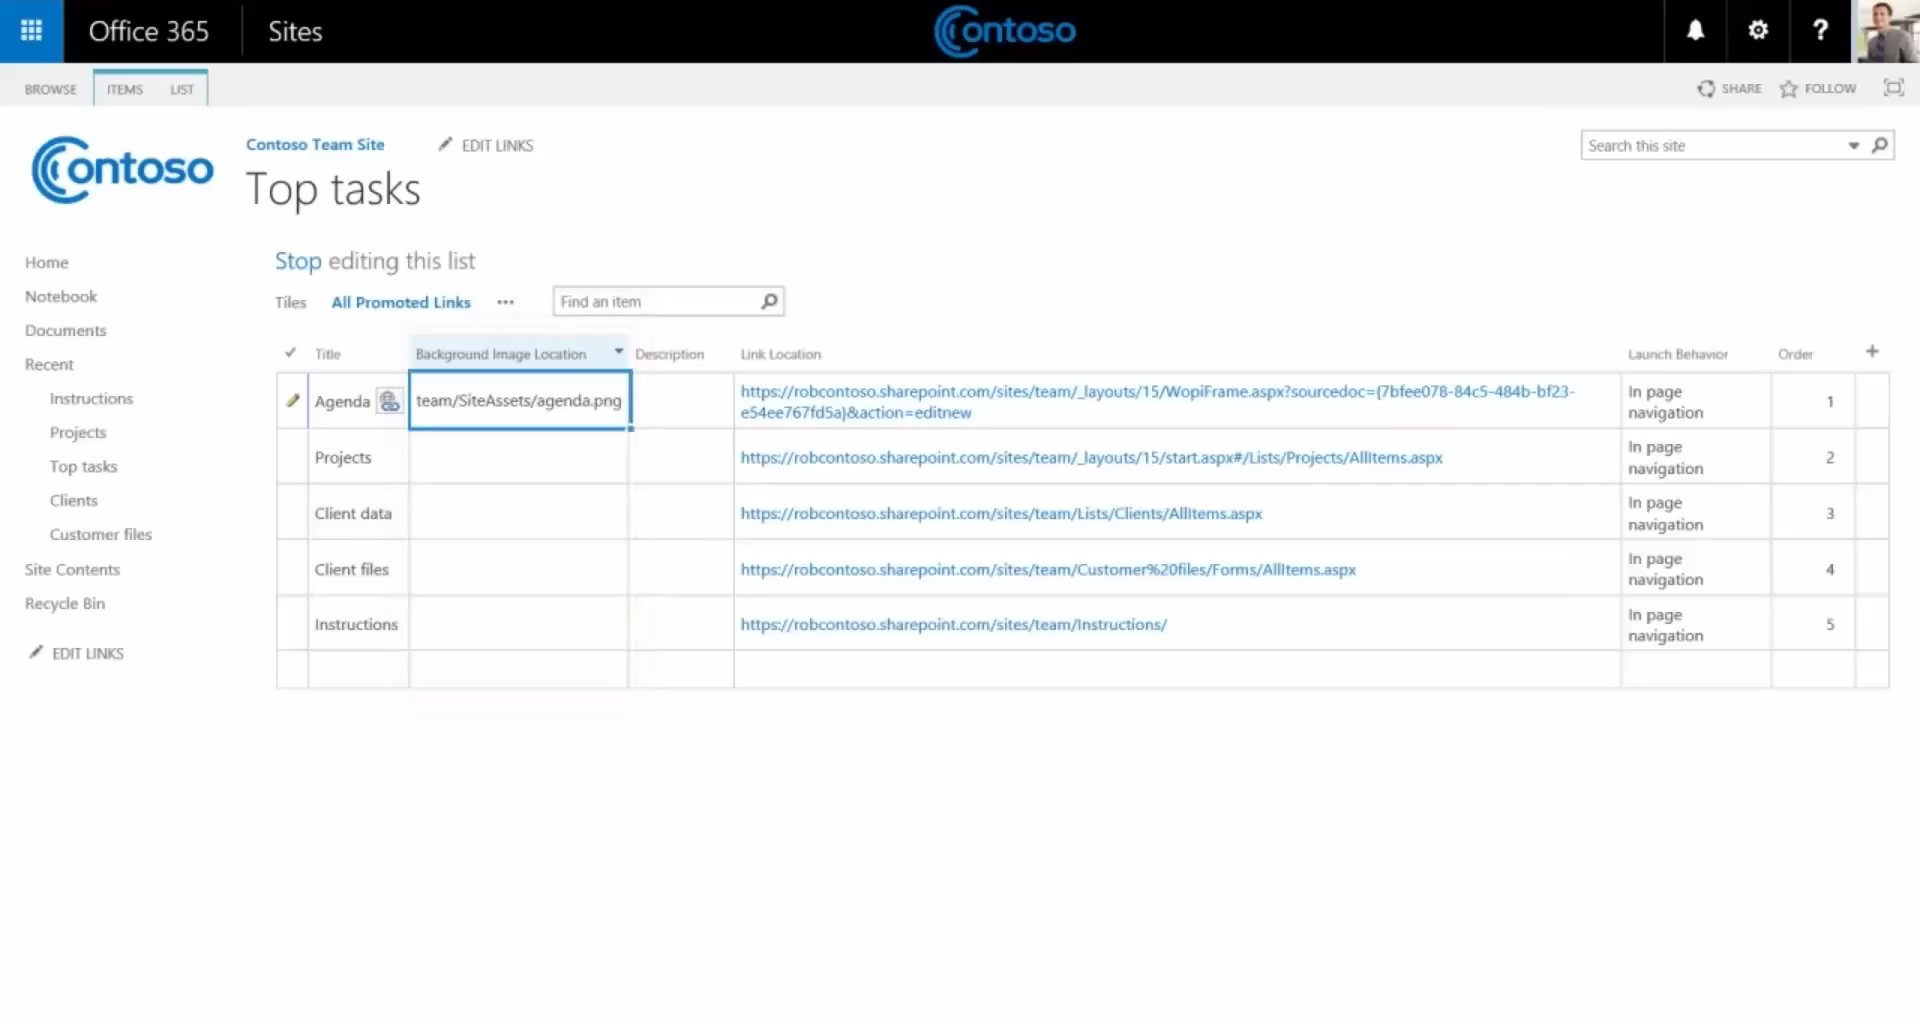 Office 365
Sites
Contoso
?
BROWSE
ITEMS
LIST
SHARE
FOLLOW
Contoso
Contoso Team Site
EDIT LINKS
Search this site
Top tasks
Home
Notebook
Documents
Recent
Instructions
Projects
Top tasks
Clients
Customer files
Site Contents
Recycle Bin
EDIT LINKS
Stop editing this list
Tiles
All Promoted Links
Find an item
Title
Background Image Location
Description
Link Location
Launch Behavior
Order
Agenda
team/SiteAssets/agenda.png
https://robcontoso.sharepoint.com/sites/team/_layouts/15/WopiFrame.aspx?sourcedoc={7bfee078-84c5-484b-bf23-
e54ee767fd5a}&action=editnew
In page
navigation
1
Projects
https://robcontoso.sharepoint.com/sites/team/_layouts/15/start.aspx#/Lists/Projects/AllItems.aspx
In page
navigation
2
Client data
https://robcontoso.sharepoint.com/sites/team/Lists/Clients/AllItems.aspx
In page
navigation
3
Client files
https://robcontoso.sharepoint.com/sites/team/Customer%20files/Forms/AllItems.aspx
In page
navigation
4
Instructions
https://robcontoso.sharepoint.com/sites/team/Instructions/
In page
navigation
5